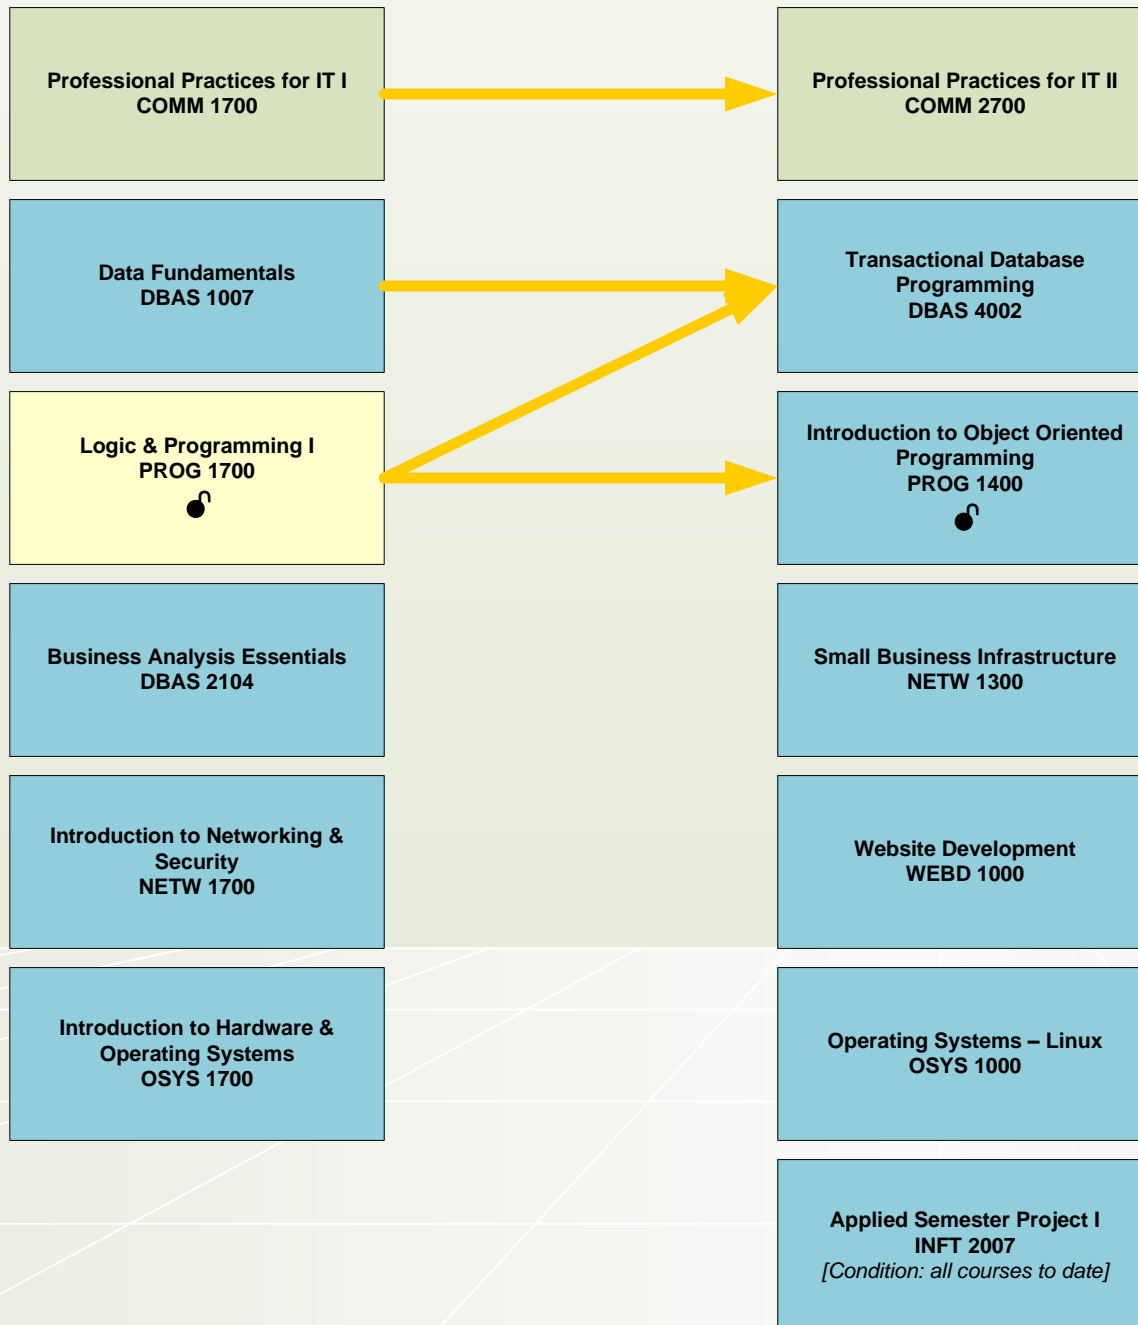 Professional Practices for IT I
COMM 1700
Professional Practices for IT II
COMM 2700
Data Fundamentals
DBAS 1007
Transactional Database
Programming
DBAS 4002
Logic & Programming I
PROG 1700
Introduction to Object Oriented
Programming
PROG 1400
Business Analysis Essentials
DBAS 2104
Small Business Infrastructure
NETW 1300
Introduction to Networking &
Security
NETW 1700
Website Development
WEBD 1000
Introduction to Hardware &
Operating Systems
OSYS 1700
Operating Systems – Linux
OSYS 1000
Applied Semester Project I
INFT 2007
[Condition: all courses to date]